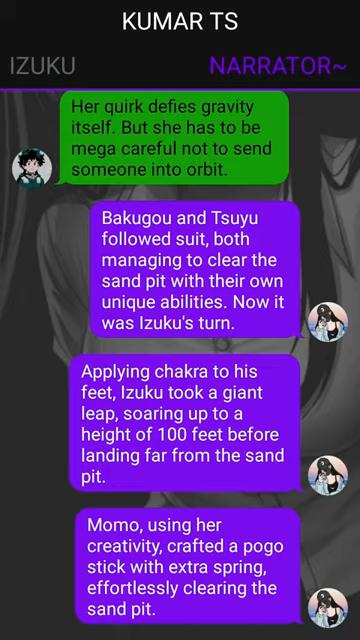 KUMAR TS
IZUKU
NARRATOR~
Her quirk defies gravity
itself. But she has to be
mega careful not to send
someone into orbit.
Bakugou and Tsuyu
followed suit, both
managing to clear the
sand pit with their own
unique abilities. Now it
was Izuku's turn.
Applying chakra to his
feet, Izuku took a giant
leap, soaring up to a
height of 100 feet before
landing far from the sand
pit.
Momo, using her
creativity, crafted a pogo
stick with extra spring,
effortlessly clearing the
sand pit.